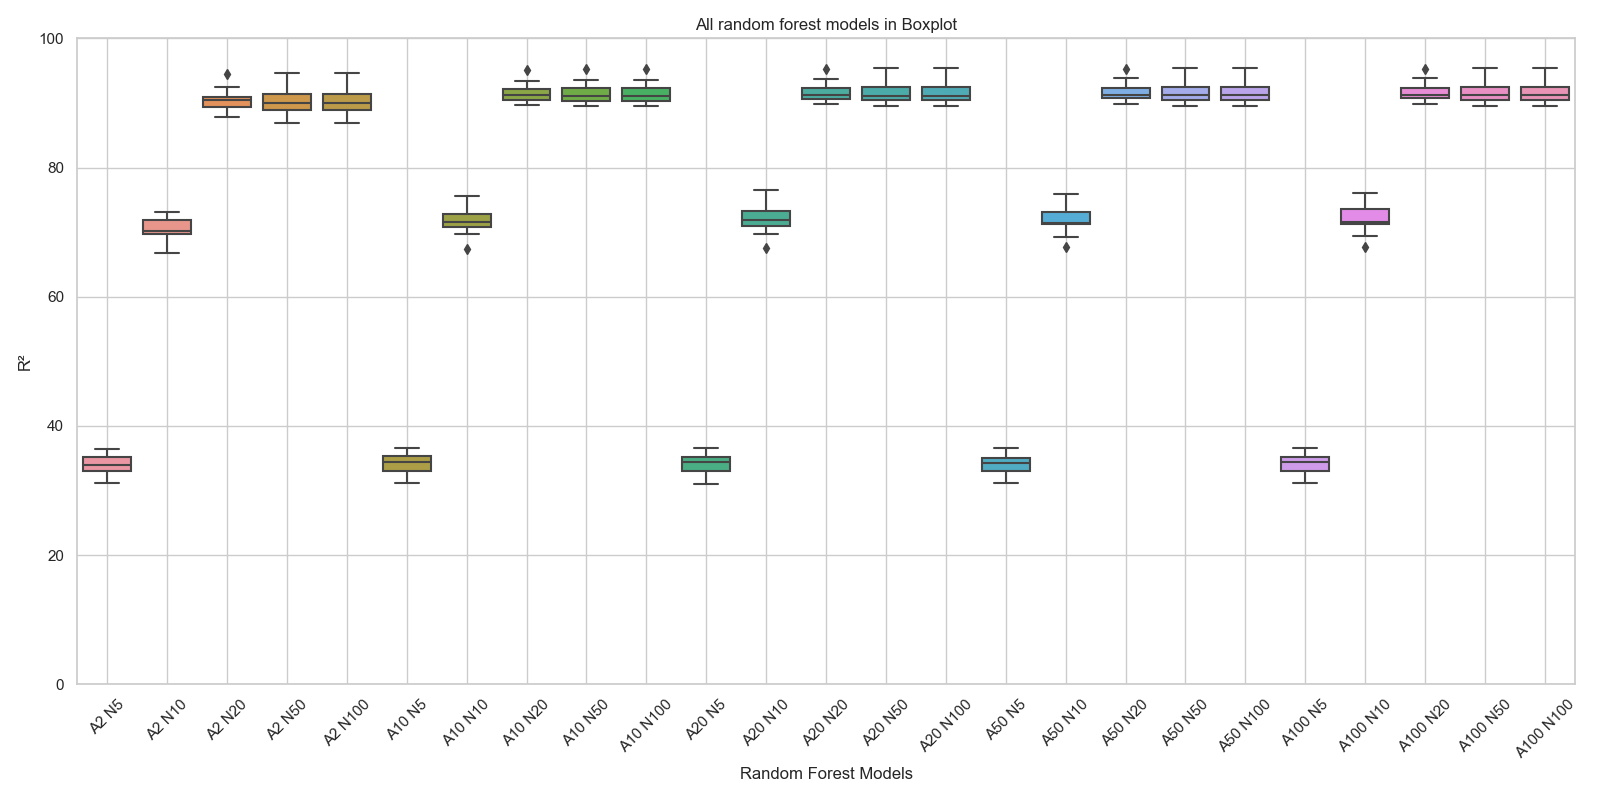 All random forest models in Boxplot
100
80
60
40
20
0
R²
A2 N5
A2 N10
A2 N20
A2 N50
A2 N100
A10 N5
A10 N10
A10 N20
A10 N50
A10 N100
A20 N5
A20 N10
A20 N20
A20 N50
A20 N100
A50 N5
A50 N10
A50 N20
A50 N50
A50 N100
A100 N5
A100 N10
A100 N20
A100 N50
A100 N100
Random Forest Models